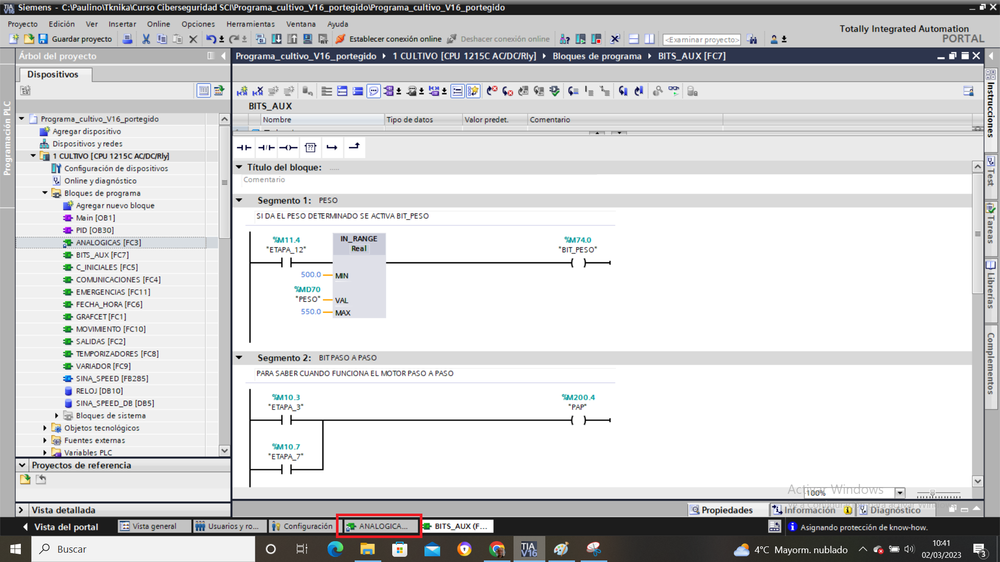 Siemens - C:\Paulino\Tknika\Curso Ciberseguridad SCI\Programa_cultivo_V16_portegido\Programa_cultivo_V16_portegido
Proyecto Edición Ver Insertar Online Opciones Herramientas Ventana Ayuda
Totally Integrated Automation
PORTAL
Guardar proyecto
Establecer conexión online
Deshacer conexión online
<Examinar proyecto>
Árbol del proyecto
Programa_cultivo_V16_portegido 1 CULTIVO [CPU 1215C AC/DC/Rly] Bloques de programa BITS_AUX [FC7]
Dispositivos
Programación PLC
Programa_cultivo_V16_portegido
Agregar dispositivo
Dispositivos y redes
1 CULTIVO [CPU 1215C AC/DC/Rly]
Configuración de dispositivos
Online y diagnóstico
Bloques de programa
Agregar nuevo bloque
Main [OB1]
PID [OB30]
ANALOGICAS [FC3]
BITS_AUX [FC7]
C_INICIALES [FC5]
COMUNICACIONES [FC4]
EMERGENCIAS [FC11]
FECHA_HORA [FC6]
GRAFCET [FC1]
MOVIMIENTO [FC10]
SALIDAS [FC2]
TEMPORIZADORES [FC8]
VARIADOR [FC9]
SINA_SPEED [FB285]
RELOJ [DB10]
SINA_SPEED_DB [DB5]
Bloques de sistema
Objetos tecnológicos
Fuentes externas
Variables PLC
Proyectos de referencia
Vista detallada
BITS_AUX
Nombre Tipo de datos Valor predet. Comentario
??
Título del bloque: .....
Comentario
Segmento 1: PESO
SI DA EL PESO DETERMINADO SE ACTIVA BIT_PESO
%M11.4
"ETAPA_12"
IN_RANGE
Real
%M74.0
"BIT_PESO"
500.0 MIN
%MD70
"PESO" VAL
550.0 MAX
Segmento 2: BIT PASO A PASO
PARA SABER CUANDO FUNCIONA EL MOTOR PASO A PASO
%M10.3
"ETAPA_3"
%M200.4
"PAP"
%M10.7
"ETAPA_7"
Instrucciones
Test
Tareas
Librerías
Complementos
Activar Windows
100%
Ve a Configuración para activar Windows.
Propiedades Información Diagnóstico
Vista del portal Vista general Usuarios y ro... Configuración ANALOGICA... BITS_AUX (F...
Asignando protección de know-how.
Buscar
TIA
V16
4°C Mayorm. nublado
10:41
02/03/2023
3